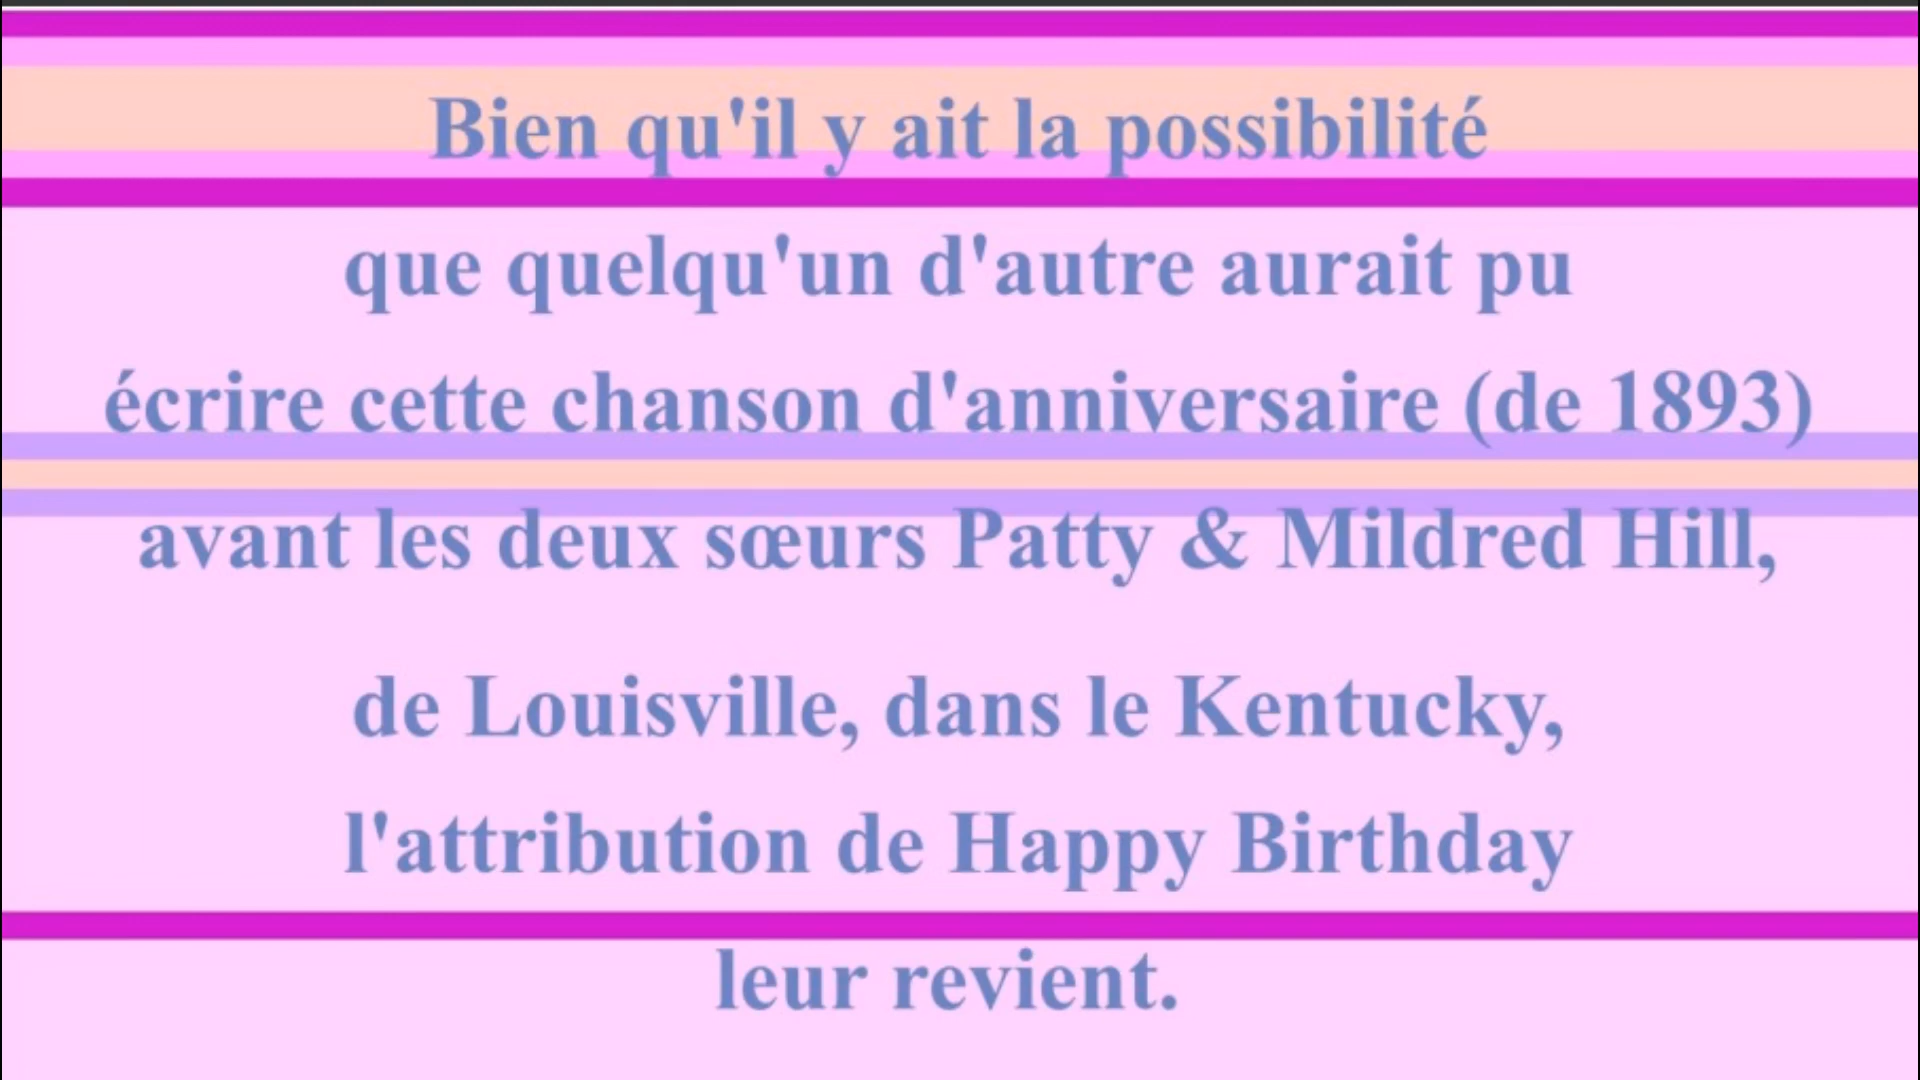 Bien qu'il y ait la possibilité
que quelqu'un d'autre aurait pu
écrire cette chanson d'anniversaire (de 1893)
avant les deux sœurs Patty & Mildred Hill,
de Louisville, dans le Kentucky,
l'attribution de Happy Birthday
leur revient.